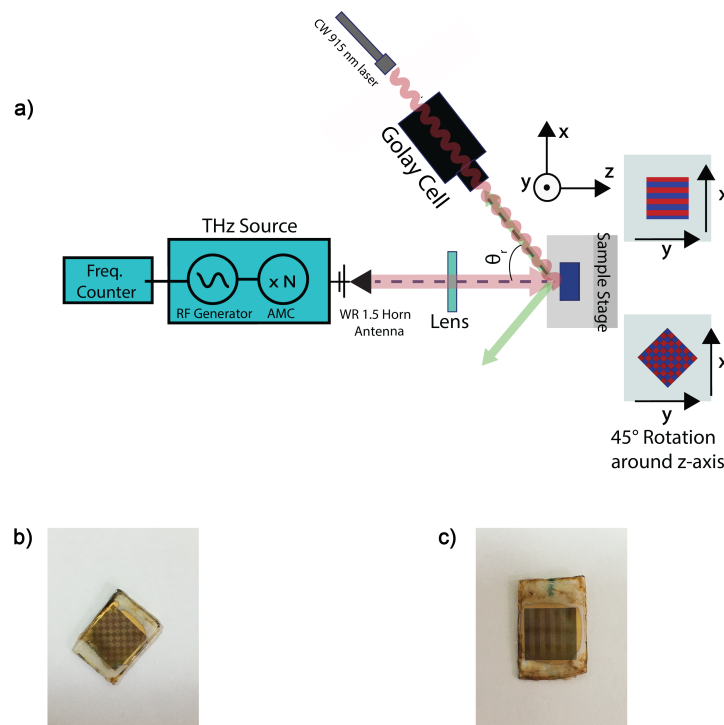 a)
CW 915 nm laser
Golay Cell
x
y
z
x
y
THz Source
Freq.
Counter
RF Generator
x N
AMC
WR 1.5 Horn
Antenna
Lens
θr
Sample Stage
x
y
45° Rotation
around z-axis
b)
c)